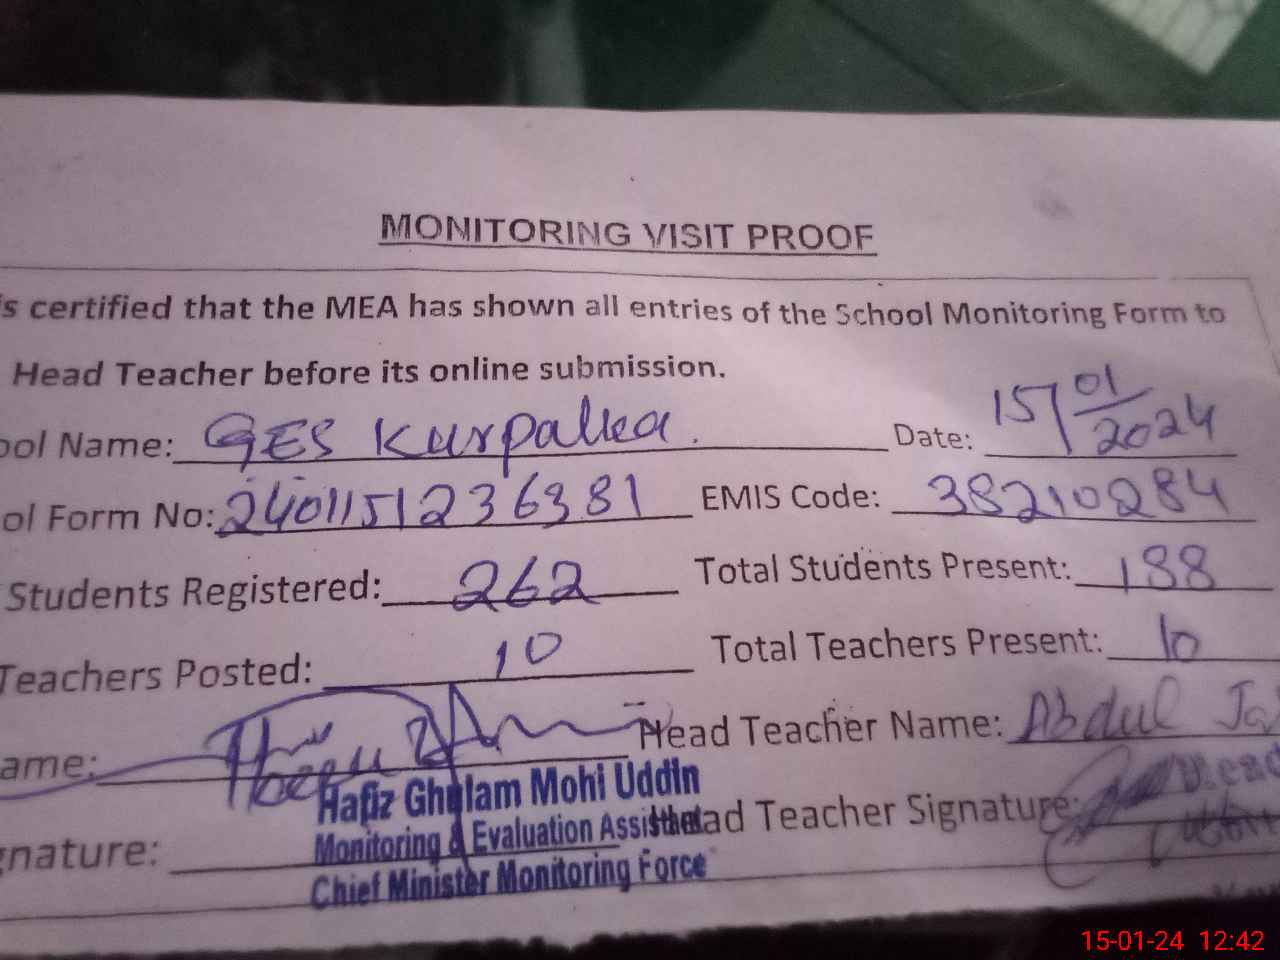 MONITORING VISIT PROOF
s certified that the MEA has shown all entries of the School Monitoring Form to
Head Teacher before its online submission.
ool Name: GES Kurpalka. Date: 15/01/2024
ol Form No: 2401151236381 EMIS Code: 38210284
Students Registered: 262 Total Students Present: 188
Teachers Posted: 10 Total Teachers Present: 10
ame: Head Teacher Name: Abdul Ja
Hafiz Ghulam Mohi Uddin
Monitoring & Evaluation Assistant
gnature: Head Teacher Signature: Head
Chief Minister Monitoring Force
15-01-24 12:42